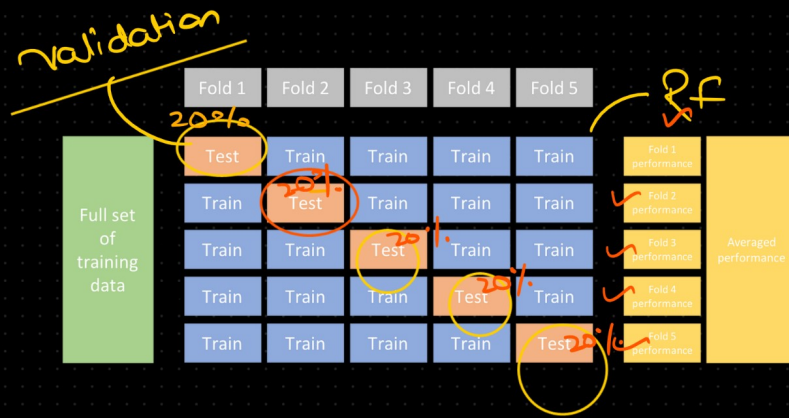 validation
Fold 1 Fold 2 Fold 3 Fold 4 Fold 5
Rf
20%
Test Train Train Train Train
Fold 1 performance
20%
Train Test Train Train Train
Fold 2 performance
Full set of training data
20%
Train Train Test Train Train
Fold 3 performance
Averaged performance
20%
Train Train Train Test Train
Fold 4 performance
Train Train Train Train Test
20%
Fold 5 performance